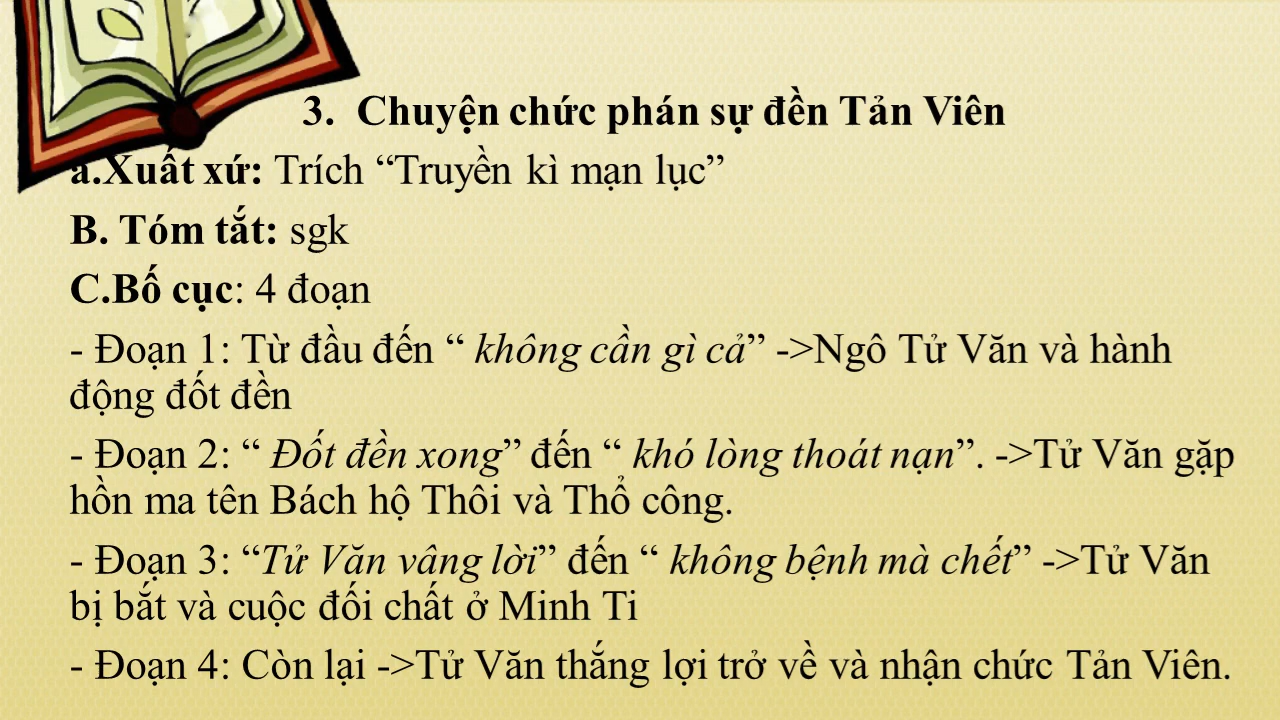 3. Chuyện chức phán sự đền Tản Viên
a.Xuất xứ: Trích “Truyền kì mạn lục”
B. Tóm tắt: sgk
C.Bố cục: 4 đoạn
- Đoạn 1: Từ đầu đến “ không cần gì cả” ->Ngô Tử Văn và hành
động đốt đền
- Đoạn 2: “ Đốt đền xong” đến “ khó lòng thoát nạn”. ->Tử Văn gặp
hồn ma tên Bách hộ Thôi và Thổ công.
- Đoạn 3: “Tử Văn vâng lời” đến “ không bệnh mà chết” ->Tử Văn
bị bắt và cuộc đối chất ở Minh Ti
- Đoạn 4: Còn lại ->Tử Văn thắng lợi trở về và nhận chức Tản Viên.